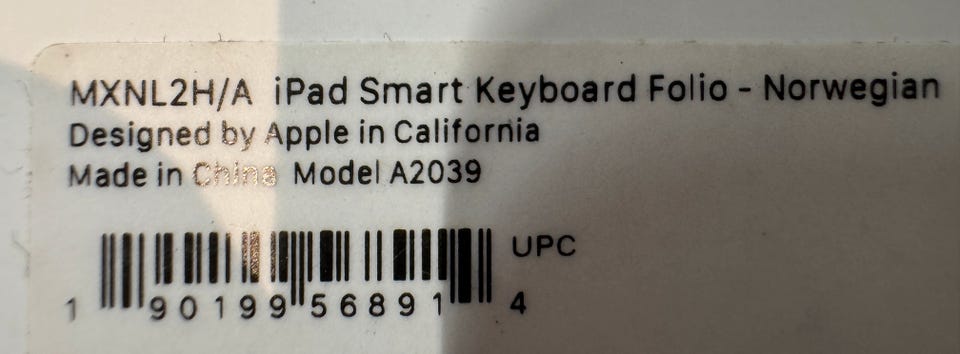 MXNL2H/A iPad Smart Keyboard Folio - Norwegian
Designed by Apple in California
Made in China Model A2039
UPC
1 90199 56891 4